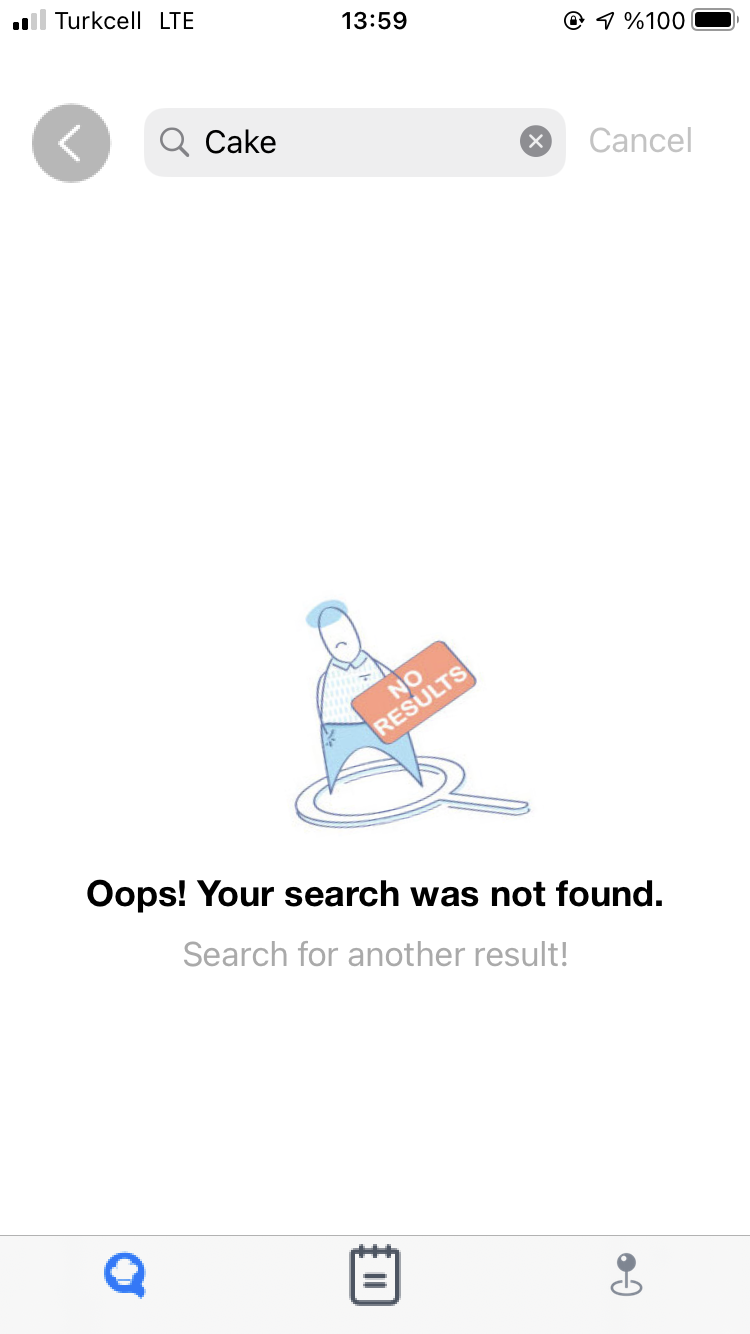 Turkcell LTE 13:59 %100
Cake Cancel
NO
RESULTS
Oops! Your search was not found.
Search for another result!